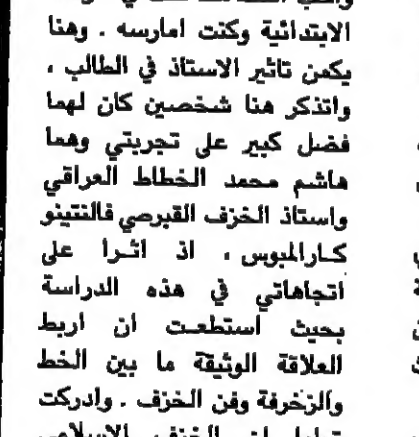 الابتدائية وكنت امارسه . وهنا
يكمن تاثير الاستاذ في الطالب ،
واتذكر هنا شخصين كان لهما
فضل كبير على تجربتي وهما
هاشم محمد الخطاط العراقي
واستاذ الخزف القبرصي فالنتينو
كارالمبوس ، اذ اثرا على
اتجاهاتي في هذه الدراسة
بحيث استطعت ان اربط
العلاقة الوثيقة ما بين الخط
والزخرفة وفن الخزف . وادركت
الخزف الاسلامي